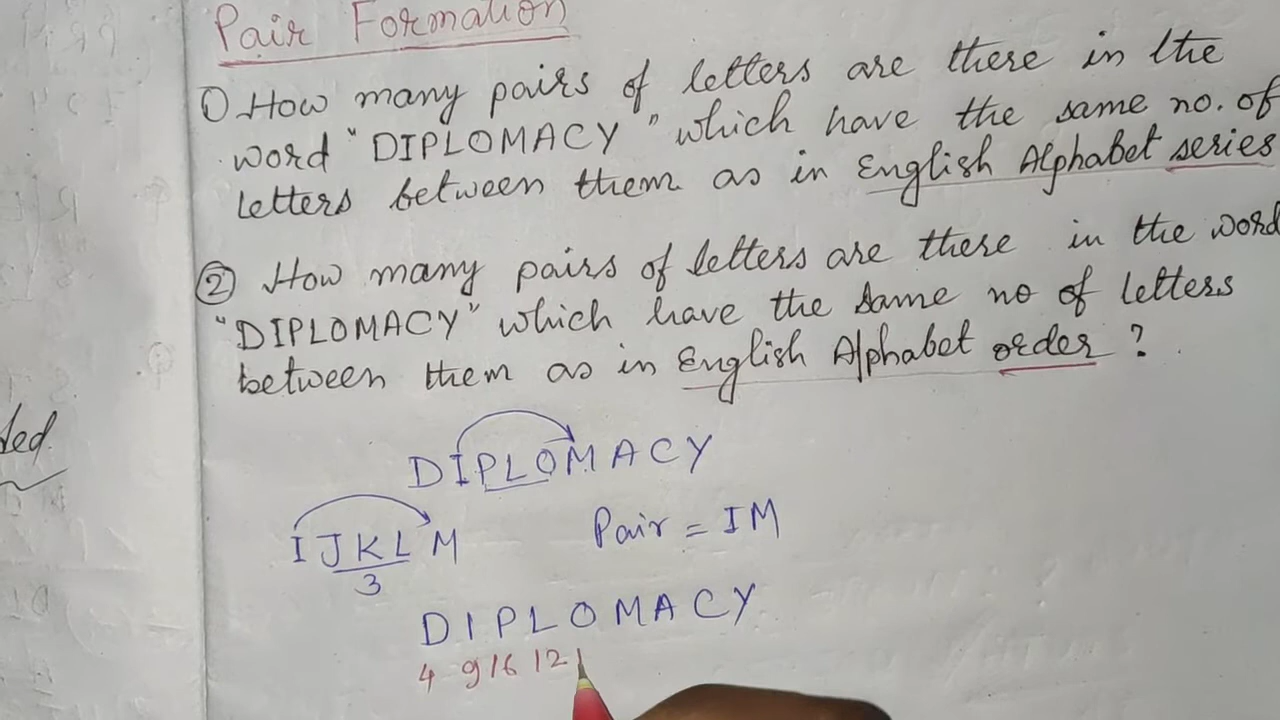 Pair Formation
1) How many pairs of letters are there in the
word "DIPLOMACY" which have the same no. of
letters between them as in English Alphabet series
2 How many pairs of letters are there in the word
"DIPLOMACY" which have the same no of letters
between them as in English Alphabet order ?
DIPLOMACY
IJKLM Pair = IM
3
DIPLOMACY
4 9 16 12 1